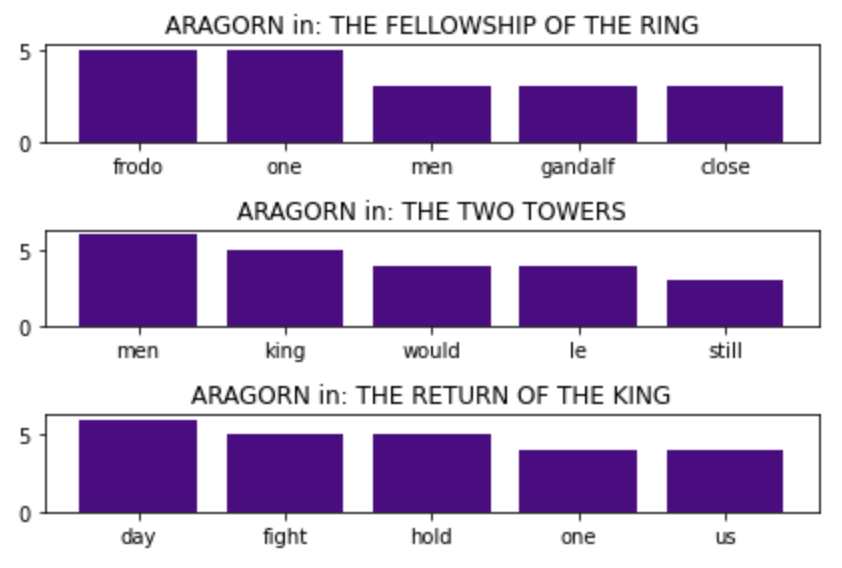 ARAGORN in: THE FELLOWSHIP OF THE RING
5
0
frodo one men gandalf close
ARAGORN in: THE TWO TOWERS
5
0
men king would le still
ARAGORN in: THE RETURN OF THE KING
5
0
day fight hold one us